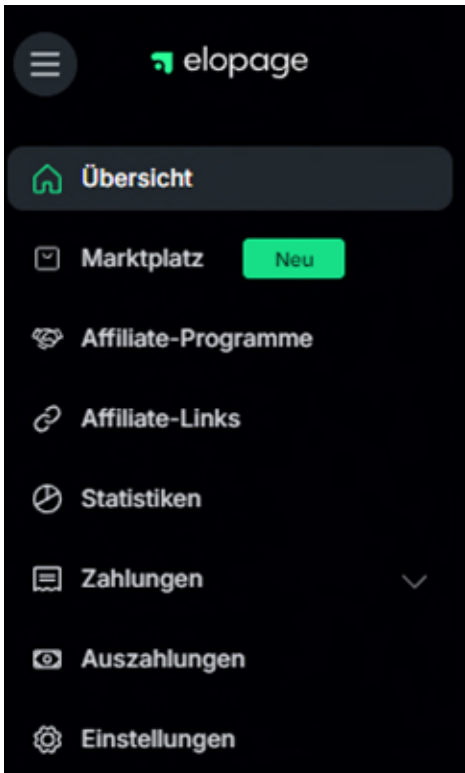 elopage
Übersicht
Marktplatz Neu
Affiliate-Programme
Affiliate-Links
Statistiken
Zahlungen
Auszahlungen
Einstellungen